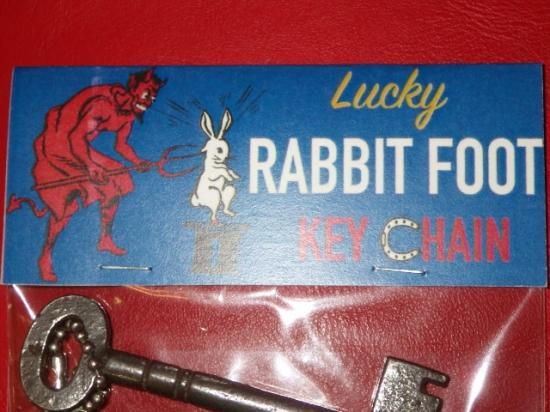 Lucky
RABBIT FOOT
KEY CHAIN